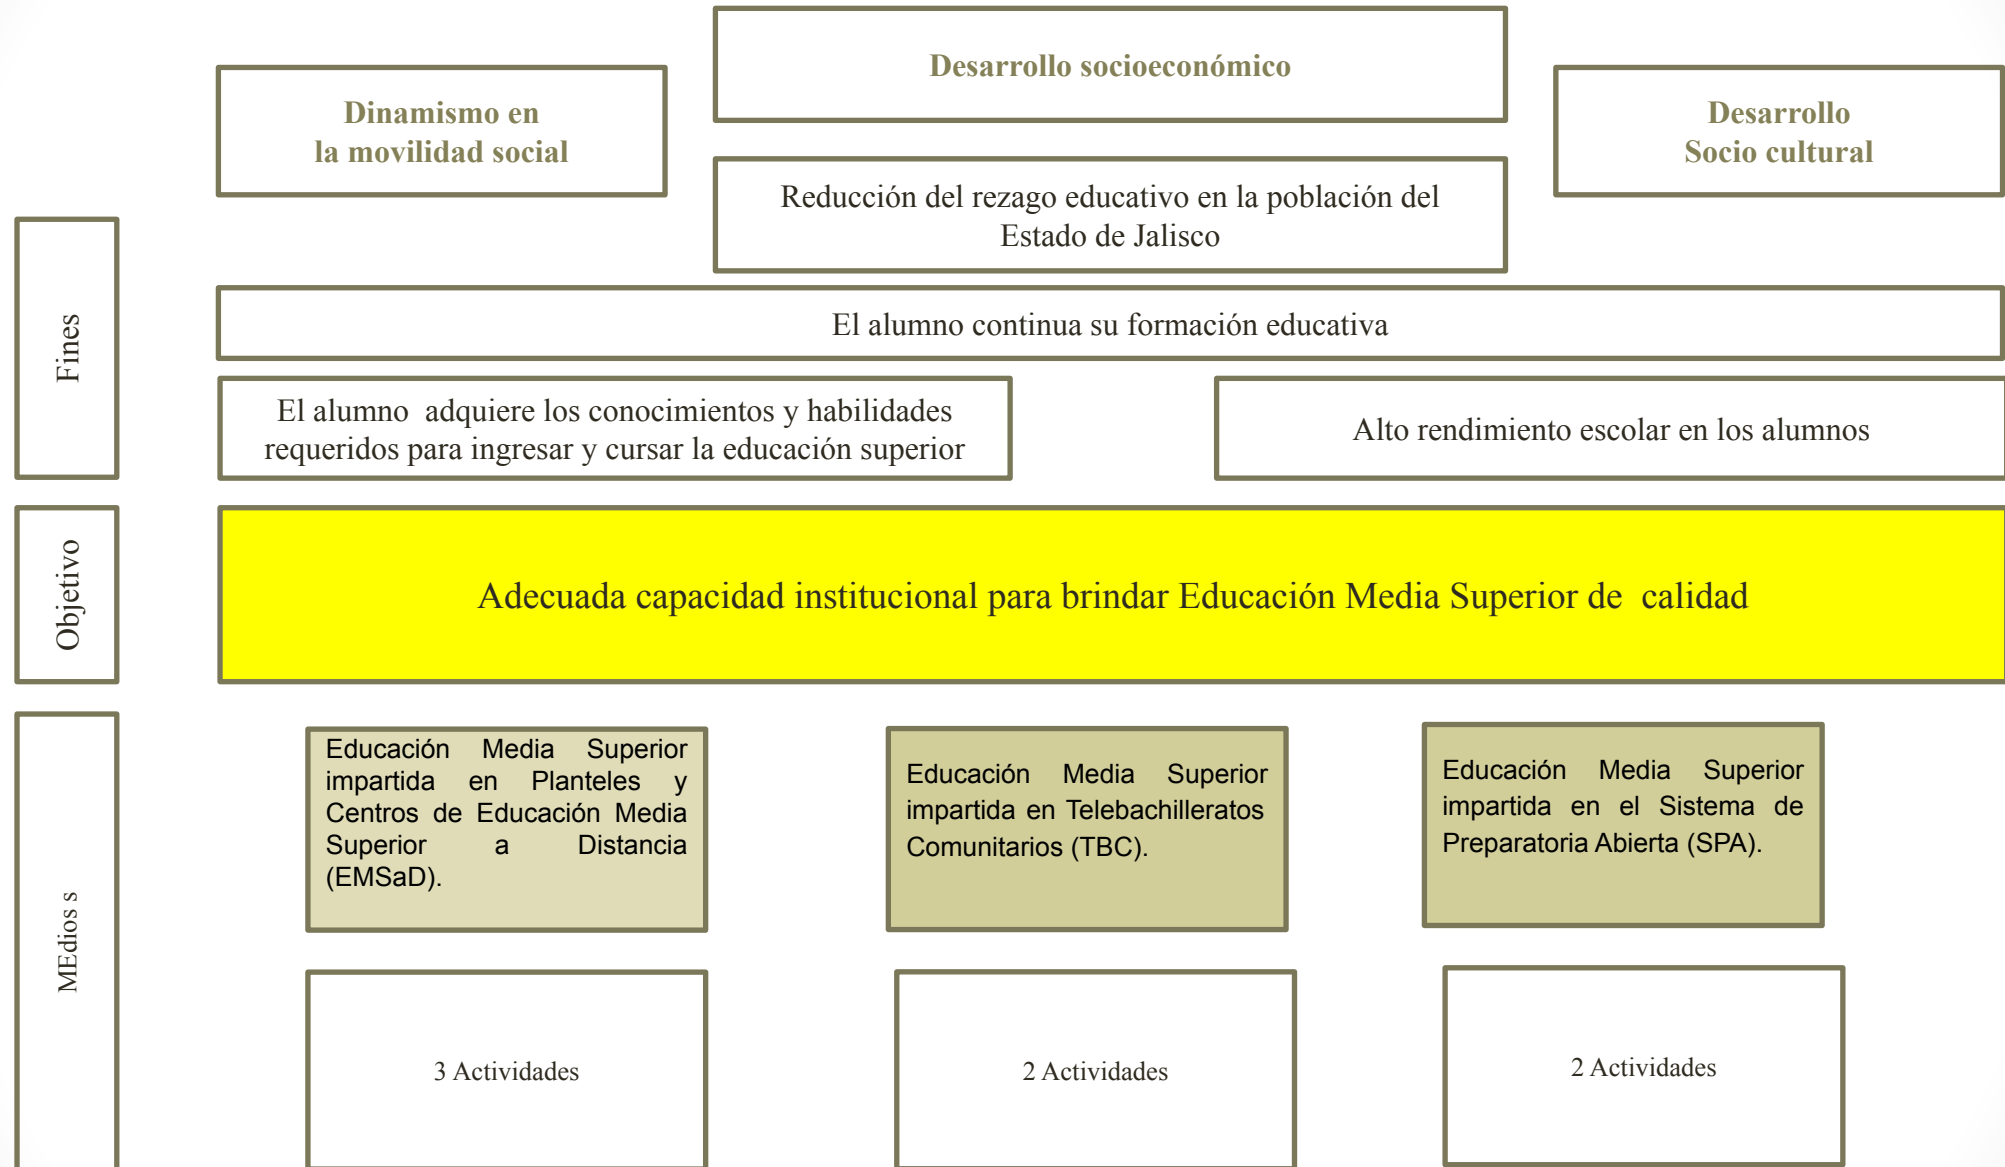 Desarrollo socioeconómico
Dinamismo en
la movilidad social
Desarrollo
Socio cultural
Reducción del rezago educativo en la población del
Estado de Jalisco
Fines
El alumno continua su formación educativa
El alumno  adquiere los conocimientos y habilidades
requeridos para ingresar y cursar la educación superior
Alto rendimiento escolar en los alumnos
Objetivo
Adecuada capacidad institucional para brindar Educación Media Superior de  calidad
MEdios s
Educación Media Superior
impartida en Planteles y
Centros de Educación Media
Superior a Distancia
(EMSaD).
Educación Media Superior
impartida en Telebachilleratos
Comunitarios (TBC).
Educación Media Superior
impartida en el Sistema de
Preparatoria Abierta (SPA).
3 Actividades
2 Actividades
2 Actividades